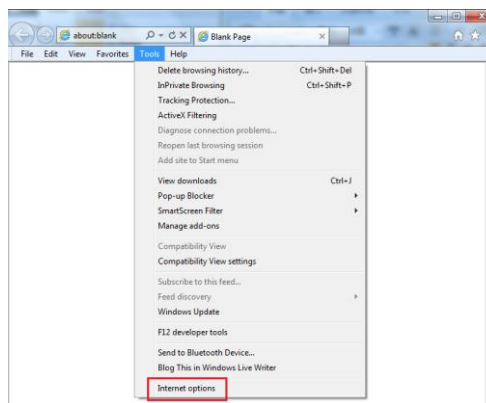 about:blank
Blank Page
File Edit View Favorites Tools Help
Delete browsing history... Ctrl+Shift+Del
InPrivate Browsing Ctrl+Shift+P
Tracking Protection...
ActiveX Filtering
Diagnose connection problems...
Reopen last browsing session
Add site to Start menu
View downloads Ctrl+J
Pop-up Blocker
SmartScreen Filter
Manage add-ons
Compatibility View
Compatibility View settings
Subscribe to this feed...
Feed discovery
Windows Update
F12 developer tools
Send to Bluetooth Device...
Blog This in Windows Live Writer
Internet options